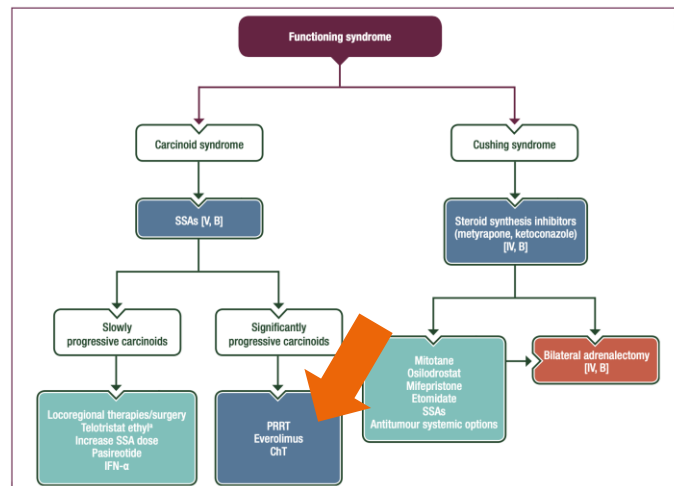 Functioning syndrome
Carcinoid syndrome
Cushing syndrome
SSAs [V, B]
Steroid synthesis inhibitors
(metyrapone, ketoconazole)
[IV, B]
Slowly
progressive carcinoids
Significantly
progressive carcinoids
Locoregional therapies/surgery
Telotristat ethylª
Increase SSA dose
Pasireotide
IFN-α
PRRT
Everolimus
ChT
Mitotane
Osilodrostat
Mifepristone
Etomidate
SSAs
Antitumour systemic options
Bilateral adrenalectomy
[IV, B]